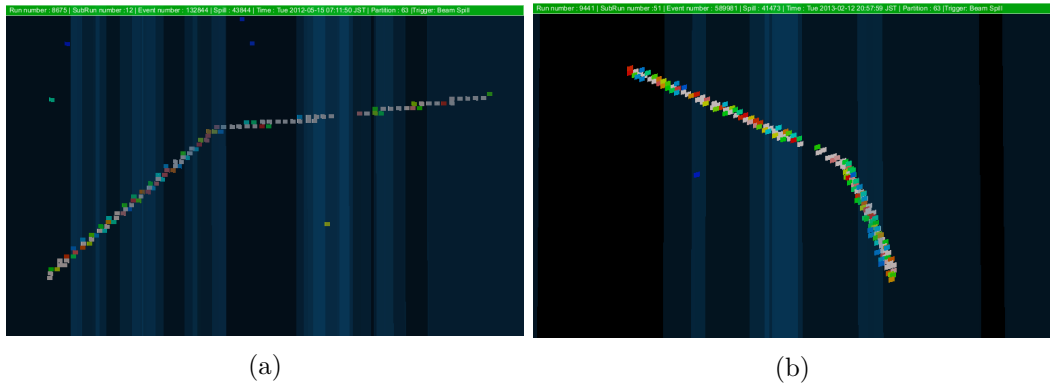 Run number : 8675 | SubRun number :12 | Event number : 132844 | Spill : 43844 | Time : Tue 2012-05-15 07:11:50 JST | Partition : 63 |Trigger: Beam Spill
Run number : 9441 | SubRun number :51 | Event number : 589981 | Spill : 41473 | Time : Tue 2013-02-12 20:57:59 JST | Partition : 63 |Trigger: Beam Spill
(a)
(b)